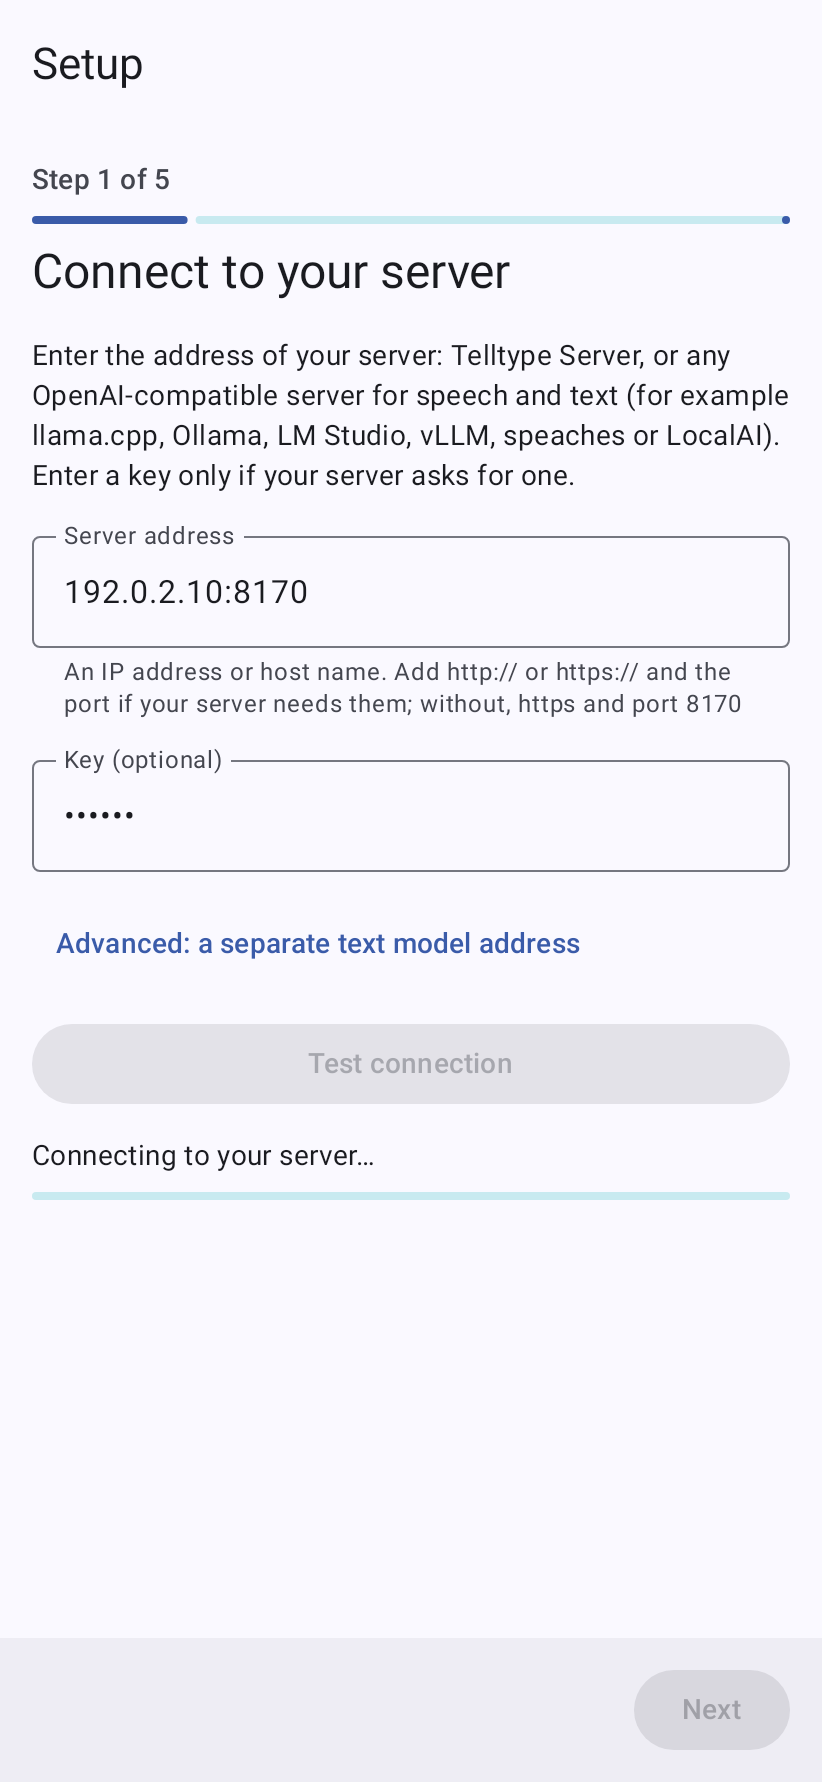 Setup
Step 1 of 5
Connect to your server
Enter the address of your server: Telltype Server, or any
OpenAI-compatible server for speech and text (for example
llama.cpp, Ollama, LM Studio, vLLM, speaches or LocalAI).
Enter a key only if your server asks for one.
Server address
192.0.2.10:8170
An IP address or host name. Add http:// or https:// and the
port if your server needs them; without, https and port 8170
Key (optional)
••••••
Advanced: a separate text model address
Test connection
Connecting to your server…
Next